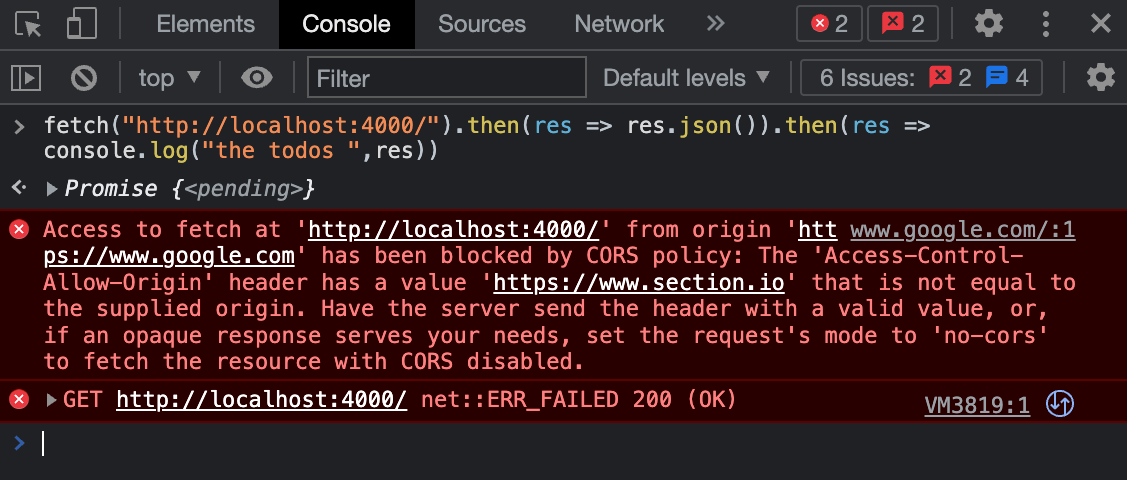 Elements Console Sources Network » 2 2
top ▼ Filter Default levels ▼ 6 Issues: 2 4
> fetch("http://localhost:4000/").then(res => res.json()).then(res =>
console.log("the todos ",res))
Promise {<pending>}
Access to fetch at 'http://localhost:4000/' from origin 'htt www.google.com/:1
ps://www.google.com' has been blocked by CORS policy: The 'Access-Control-
Allow-Origin' header has a value 'https://www.section.io' that is not equal to
the supplied origin. Have the server send the header with a valid value, or,
if an opaque response serves your needs, set the request's mode to 'no-cors'
to fetch the resource with CORS disabled.
GET http://localhost:4000/ net::ERR_FAILED 200 (OK) VM3819:1
>